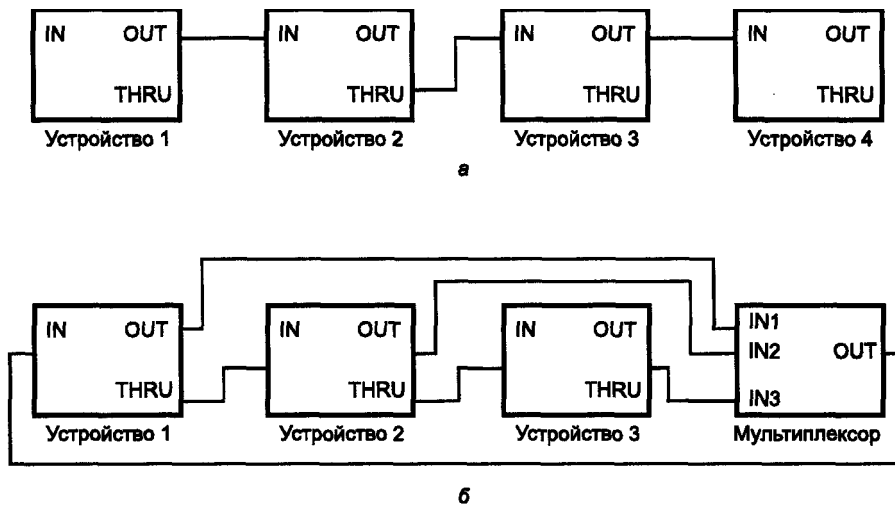 IN OUT IN OUT IN OUT IN OUT
THRU THRU THRU THRU
Устройство 1 Устройство 2 Устройство 3 Устройство 4
а
IN OUT IN OUT IN OUT IN1
IN2 OUT
THRU THRU THRU IN3
Устройство 1 Устройство 2 Устройство 3 Мультиплексор
б